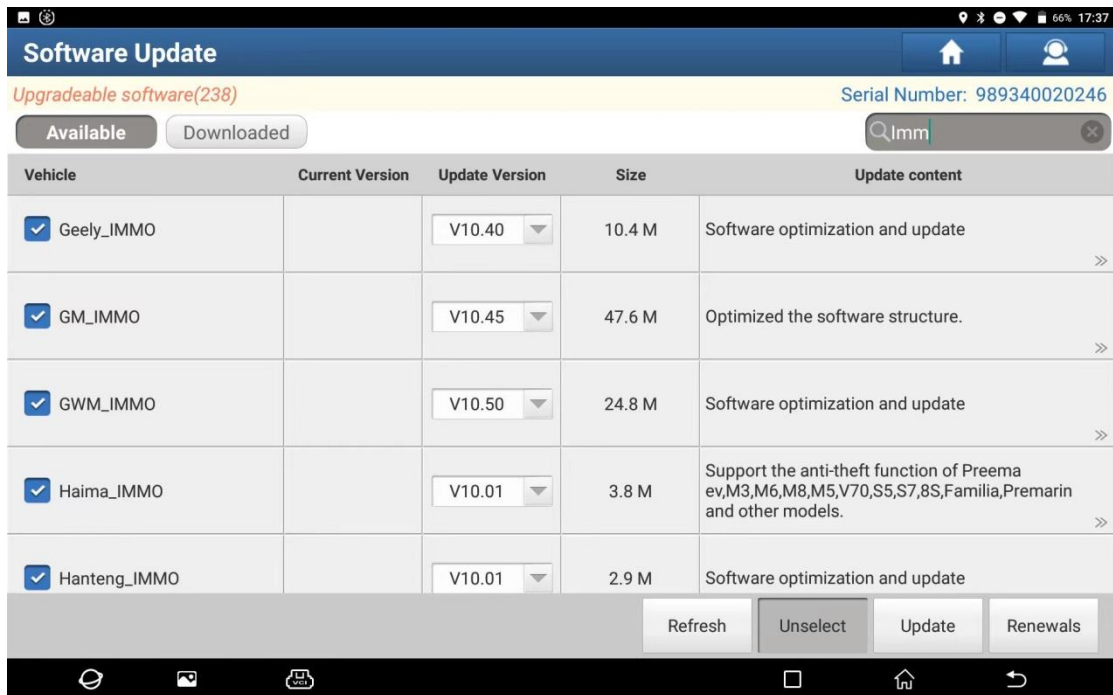 66% 17:37
Software Update
Upgradeable software(238)
Serial Number: 989340020246
Available
Downloaded
Imm
Vehicle Current Version Update Version Size Update content
Geely_IMMO V10.40 10.4 M Software optimization and update
GM_IMMO V10.45 47.6 M Optimized the software structure.
GWM_IMMO V10.50 24.8 M Software optimization and update
Haima_IMMO V10.01 3.8 M Support the anti-theft function of Preema
ev,M3,M6,M8,M5,V70,S5,S7,8S,Familia,Premarin
and other models.
Hanteng_IMMO V10.01 2.9 M Software optimization and update
Refresh Unselect Update Renewals
VCI